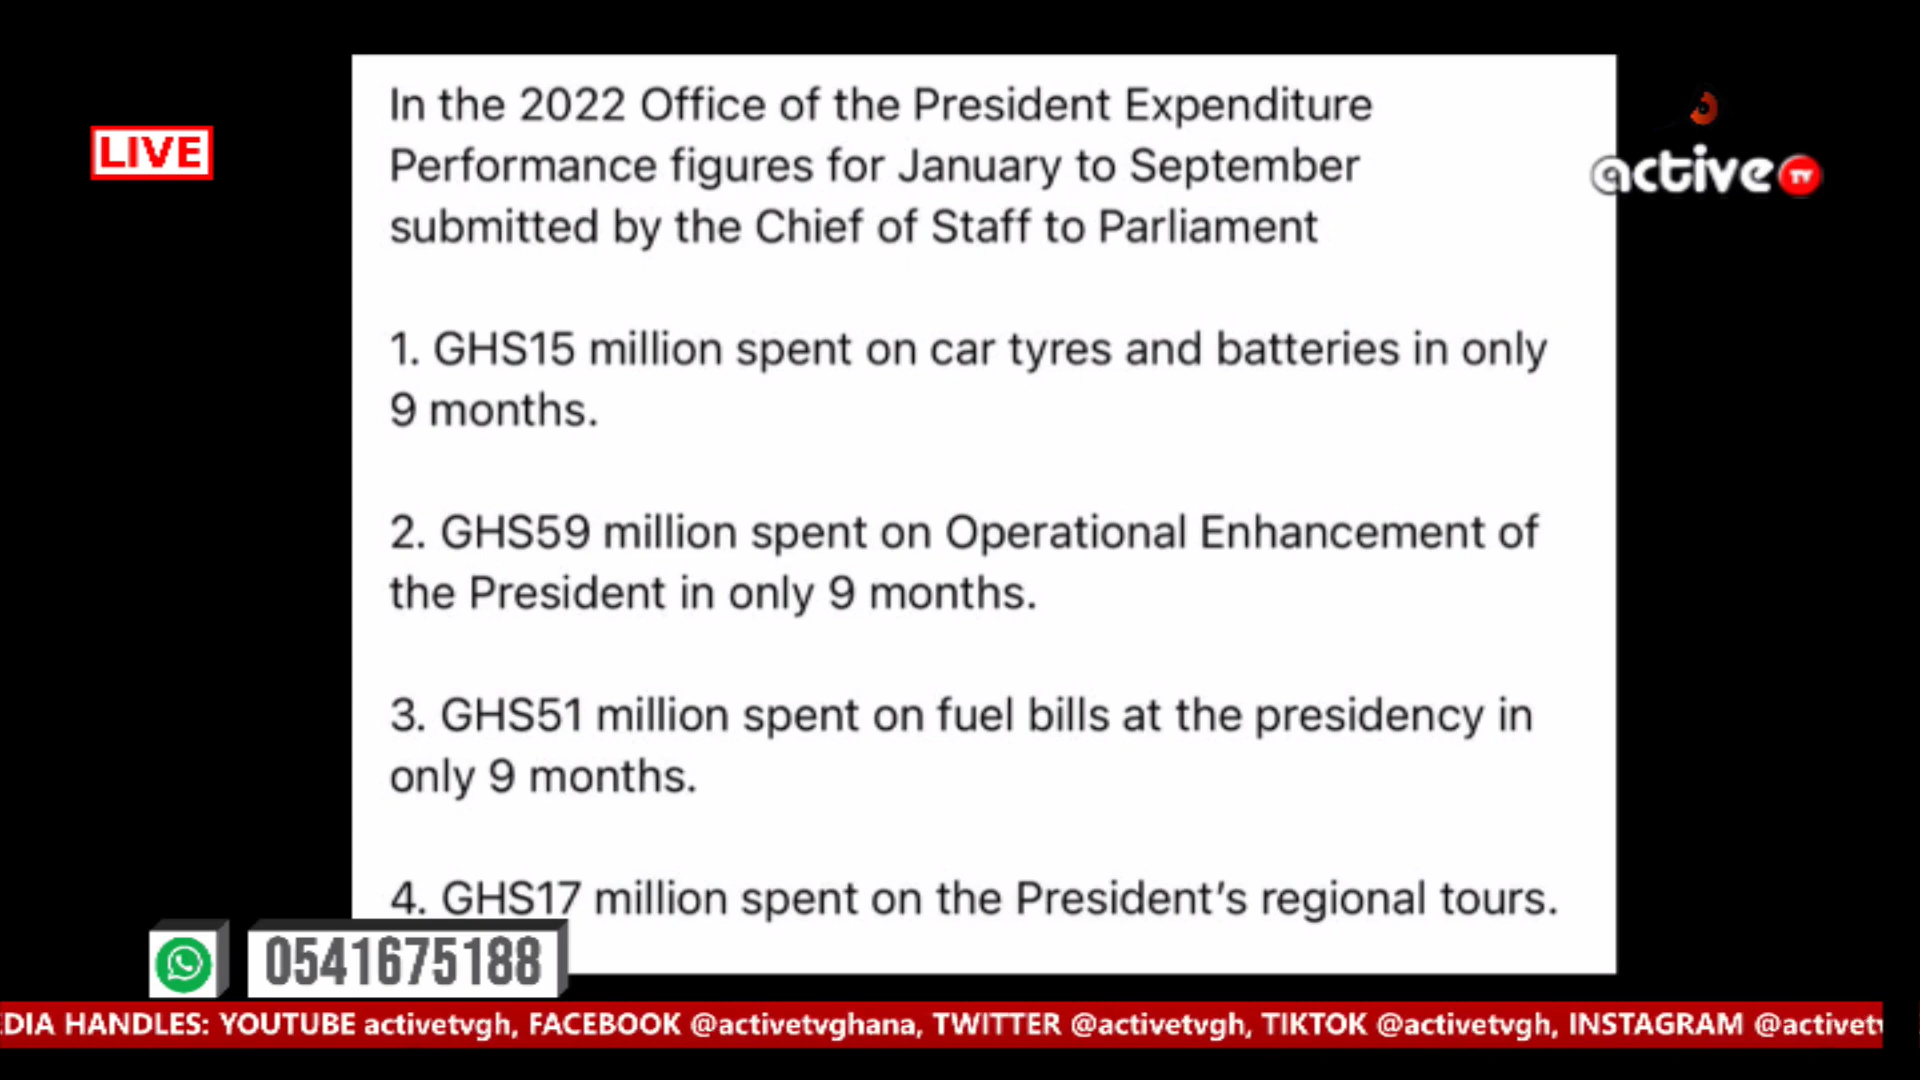 LIVE
In the 2022 Office of the President Expenditure
Performance figures for January to September
submitted by the Chief of Staff to Parliament
active TV
1. GHS15 million spent on car tyres and batteries in only
9 months.
2. GHS59 million spent on Operational Enhancement of
the President in only 9 months.
3. GHS51 million spent on fuel bills at the presidency in
only 9 months.
4. GHS17 million spent on the President's regional tours.
0541675188
DIA HANDLES: YOUTUBE activetvgh, FACEBOOK @activetvghana, TWITTER @activetvgh, TIKTOK @activetvgh, INSTAGRAM @activetv